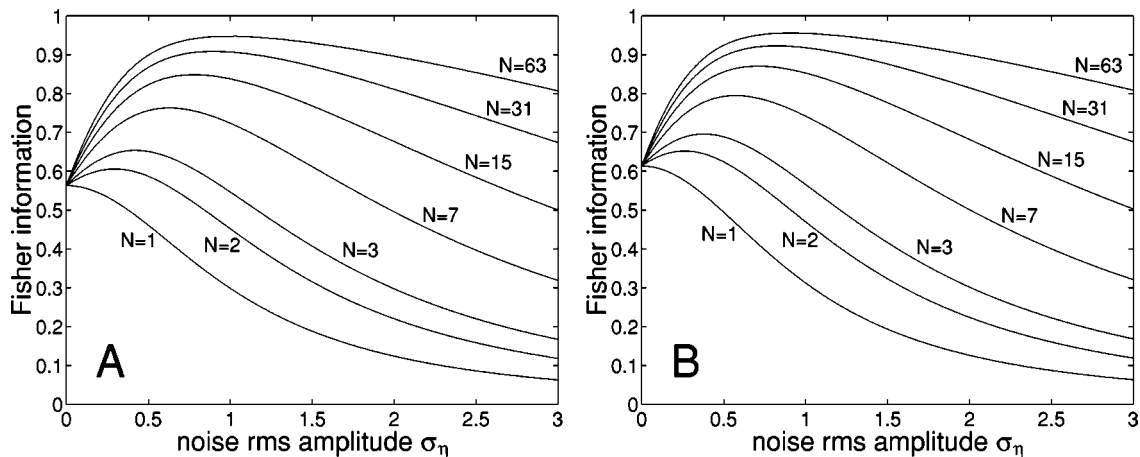 Fisher information
1
0.9
0.8
0.7
0.6
0.5
0.4
0.3
0.2
0.1
0
N=63
N=31
N=15
N=7
N=3
N=2
N=1
A
0 0.5 1 1.5 2 2.5 3
noise rms amplitude ση
Fisher information
1
0.9
0.8
0.7
0.6
0.5
0.4
0.3
0.2
0.1
0
N=63
N=31
N=15
N=7
N=3
N=2
N=1
B
0 0.5 1 1.5 2 2.5 3
noise rms amplitude ση